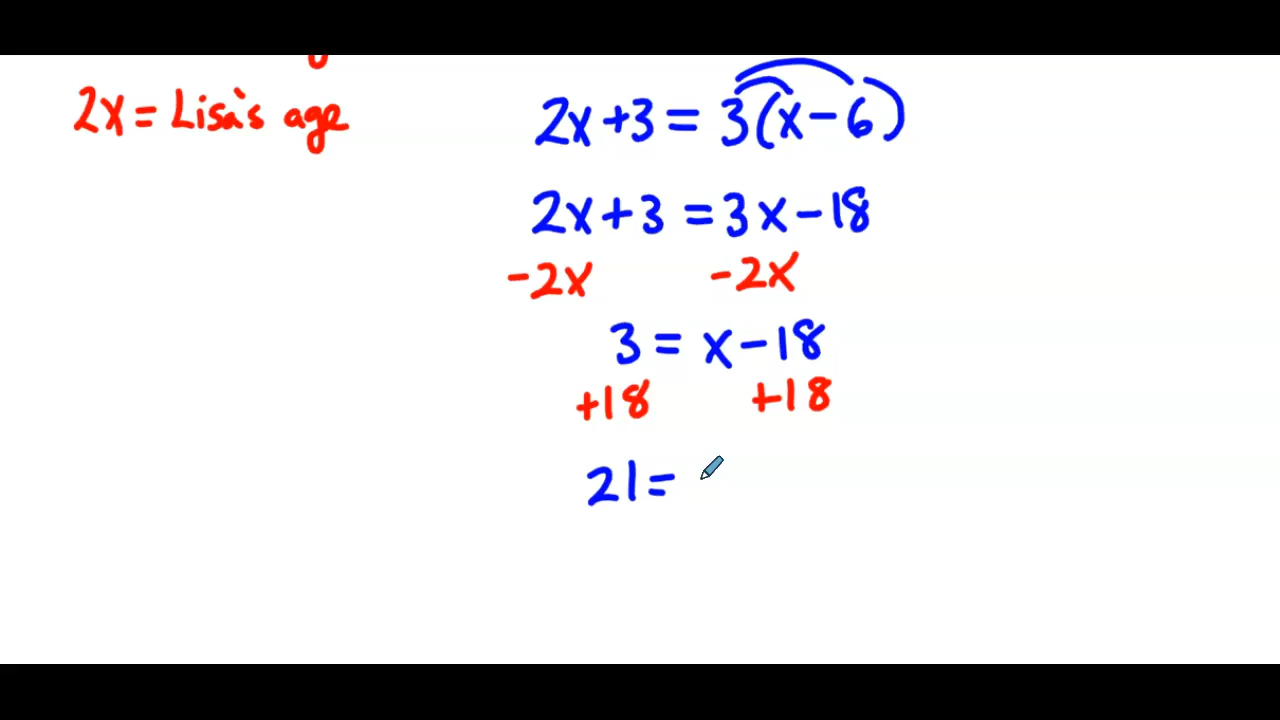 2x = Lisa's age
2x + 3 = 3(x - 6)
2x + 3 = 3x - 18
-2x -2x
3 = x - 18
+18 +18
21 =